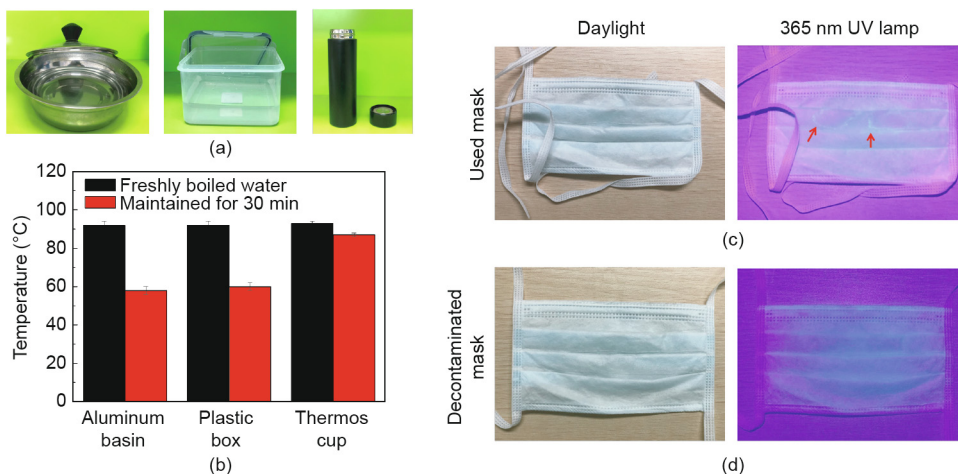 (a)
Temperature (°C)
120
100
80
60
40
20
0
Freshly boiled water
Maintained for 30 min
Aluminum
basin
Plastic
box
Thermos
cup
(b)
Daylight
365 nm UV lamp
Used mask
(c)
Decontaminated
mask
(d)